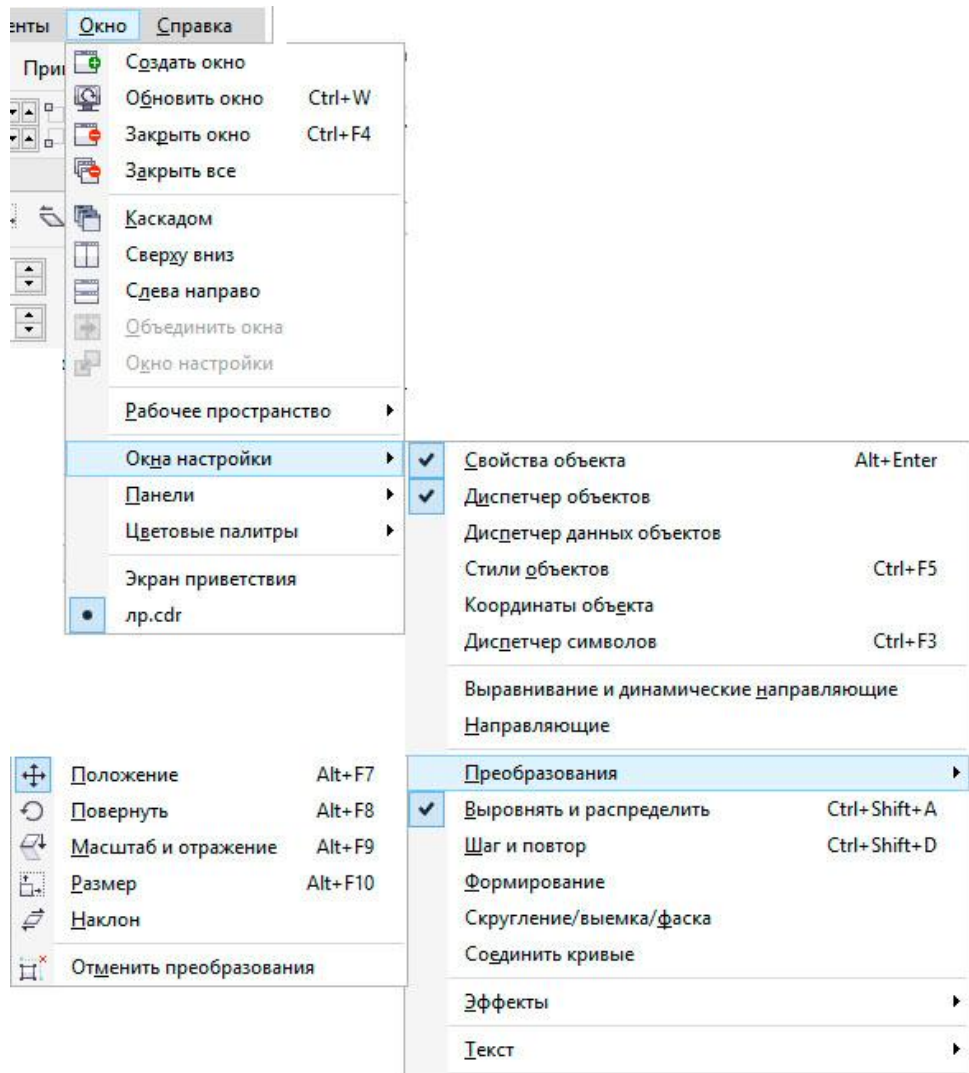 енты Окно Справка
При
Создать окно
Обновить окно Ctrl+W
Закрыть окно Ctrl+F4
Закрыть все
Каскадом
Сверху вниз
Слева направо
Объединить окна
Окно настройки
Рабочее пространство
Окна настройки
Панели
Цветовые палитры
Экран приветствия
лр.cdr
Свойства объекта Alt+Enter
Диспетчер объектов
Диспетчер данных объектов
Стили объектов Ctrl+F5
Координаты объекта
Диспетчер символов Ctrl+F3
Выравнивание и динамические направляющие
Направляющие
Преобразования
Выровнять и распределить Ctrl+Shift+A
Шаг и повтор Ctrl+Shift+D
Формирование
Скругление/выемка/фаска
Соединить кривые
Эффекты
Текст
Положение Alt+F7
Повернуть Alt+F8
Масштаб и отражение Alt+F9
Размер Alt+F10
Наклон
Отменить преобразования